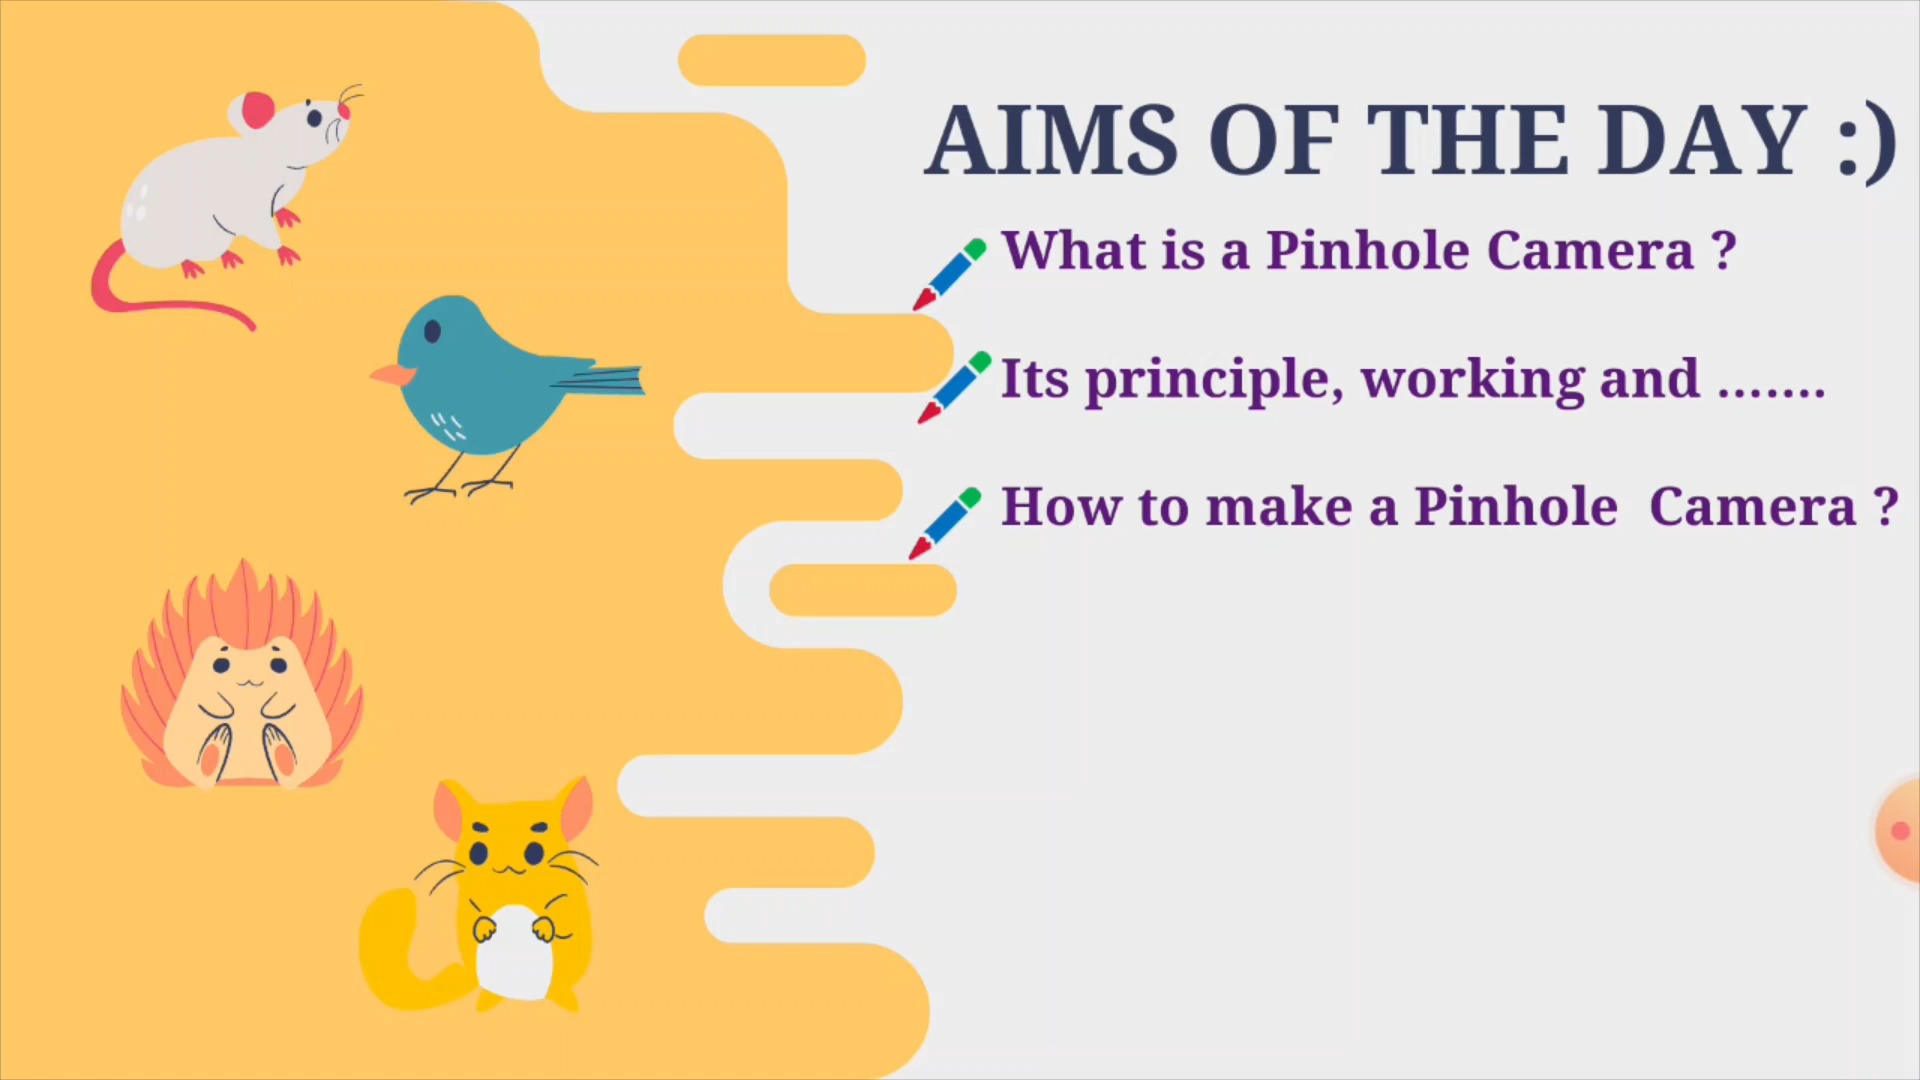 AIMS OF THE DAY :)
What is a Pinhole Camera ?
Its principle, working and .......
How to make a Pinhole  Camera ?